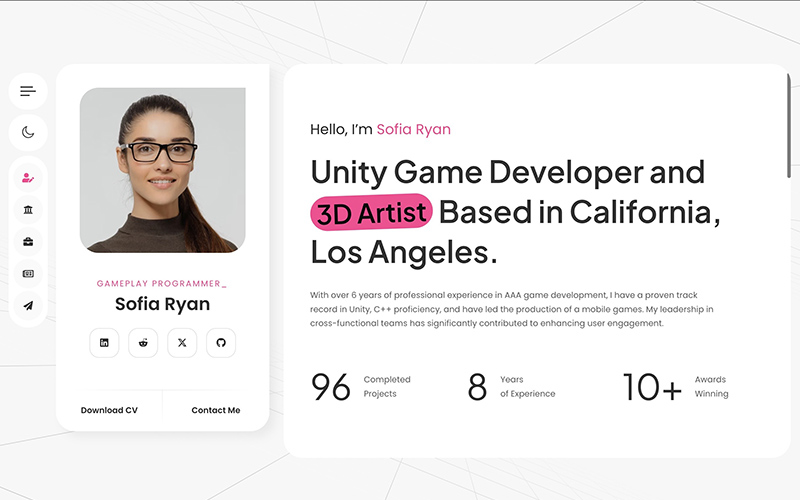 GAMEPLAY PROGRAMMER_
Sofia Ryan
Download CV
Contact Me
Hello, I'm Sofia Ryan
Unity Game Developer and
3D Artist Based in California,
Los Angeles.
With over 6 years of professional experience in AAA game development, I have a proven track
record in Unity, C++ proficiency, and have led the production of a mobile games. My leadership in
cross-functional teams has significantly contributed to enhancing user engagement.
96 Completed
Projects
8 Years
of Experience
10+ Awards
Winning